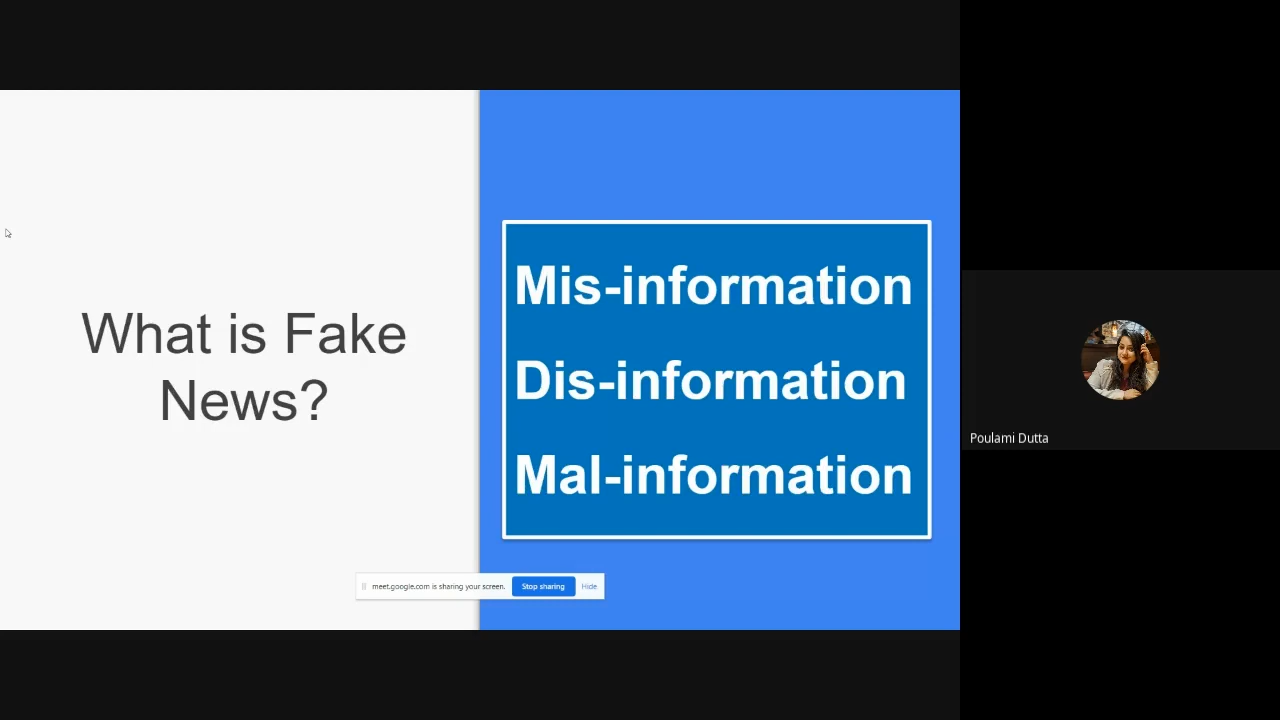 What is Fake
News?
Mis-information
Dis-information
Mal-information
meet.google.com is sharing your screen.
Stop sharing
Hide
Poulami Dutta